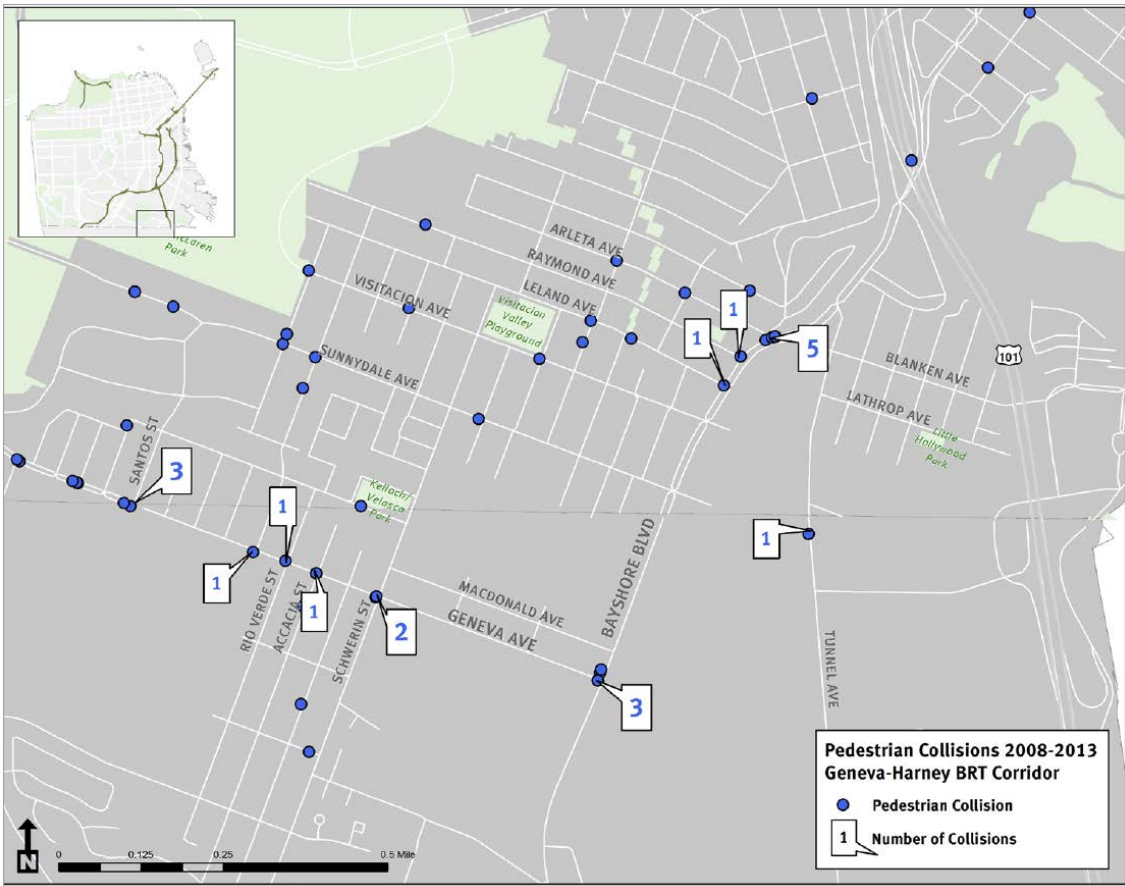 McLaren
Park
ARLETA AVE
RAYMOND AVE
LELAND AVE
VISITACION AVE
Visitacion
Valley
Playground
SUNNYDALE AVE
1
1
5
BLANKEN AVE
101
LATHROP AVE
Little
Hollywood
Park
SANTOS ST
3
Kelloch/
Velasco
Park
1
1
1
1
2
RIO VERDE ST
ACCACIA ST
SCHWERIN ST
MACDONALD AVE
GENEVA AVE
BAYSHORE BLVD
3
TUNNEL AVE
Pedestrian Collisions 2008-2013
Geneva-Harney BRT Corridor
Pedestrian Collision
1 Number of Collisions
N
0 0.125 0.25 0.5 Mile